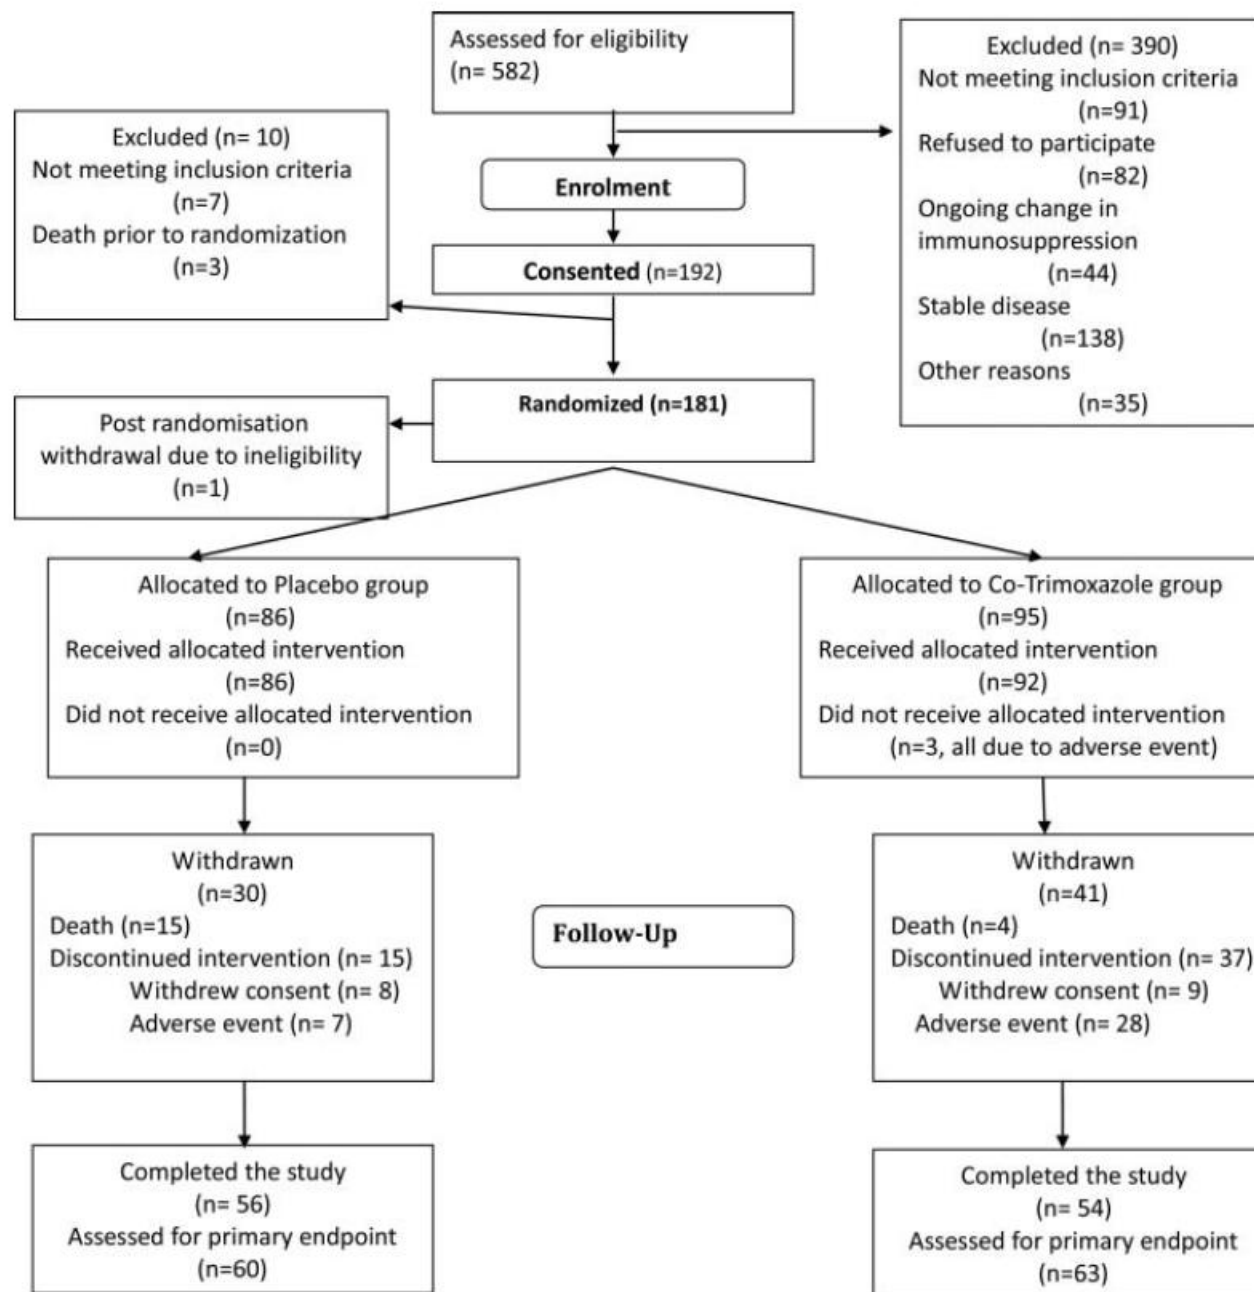 Assessed for eligibility
(n= 582)
Excluded (n= 390)
Not meeting inclusion criteria
(n=91)
Refused to participate
(n=82)
Ongoing change in
immunosuppression
(n=44)
Stable disease
(n=138)
Other reasons
(n=35)
Excluded (n= 10)
Not meeting inclusion criteria
(n=7)
Death prior to randomization
(n=3)
Enrolment
Consented (n=192)
Randomized (n=181)
Post randomisation
withdrawal due to ineligibility
(n=1)
Allocated to Placebo group
(n=86)
Received allocated intervention
(n=86)
Did not receive allocated intervention
(n=0)
Allocated to Co-Trimoxazole group
(n=95)
Received allocated intervention
(n=92)
Did not receive allocated intervention
(n=3, all due to adverse event)
Withdrawn
(n=30)
Death (n=15)
Discontinued intervention (n= 15)
Withdrew consent (n= 8)
Adverse event (n= 7)
Follow-Up
Withdrawn
(n=41)
Death (n=4)
Discontinued intervention (n= 37)
Withdrew consent (n= 9)
Adverse event (n= 28)
Completed the study
(n= 56)
Assessed for primary endpoint
(n=60)
Completed the study
(n= 54)
Assessed for primary endpoint
(n=63)